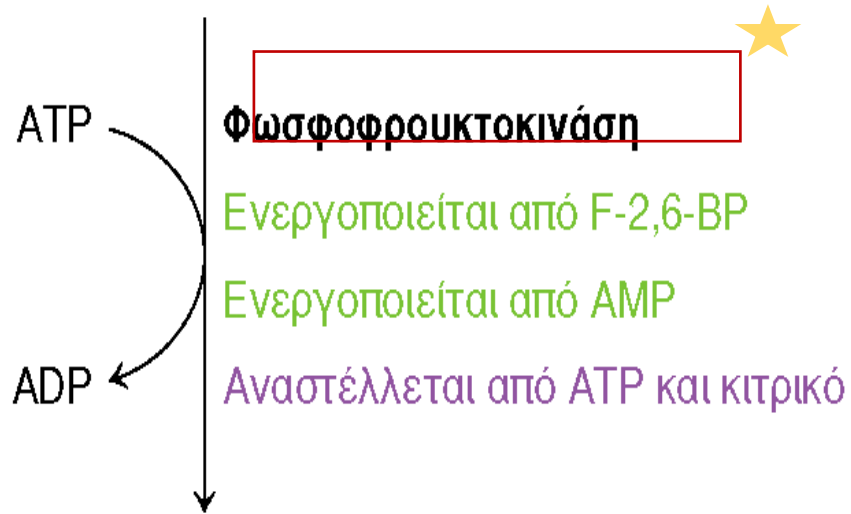 ATP
Φωσφοφρουκτοκινάση
Ενεργοποιείται από F-2,6-BP
Ενεργοποιείται από AMP
ADP
Αναστέλλεται από ATP και κιτρικό